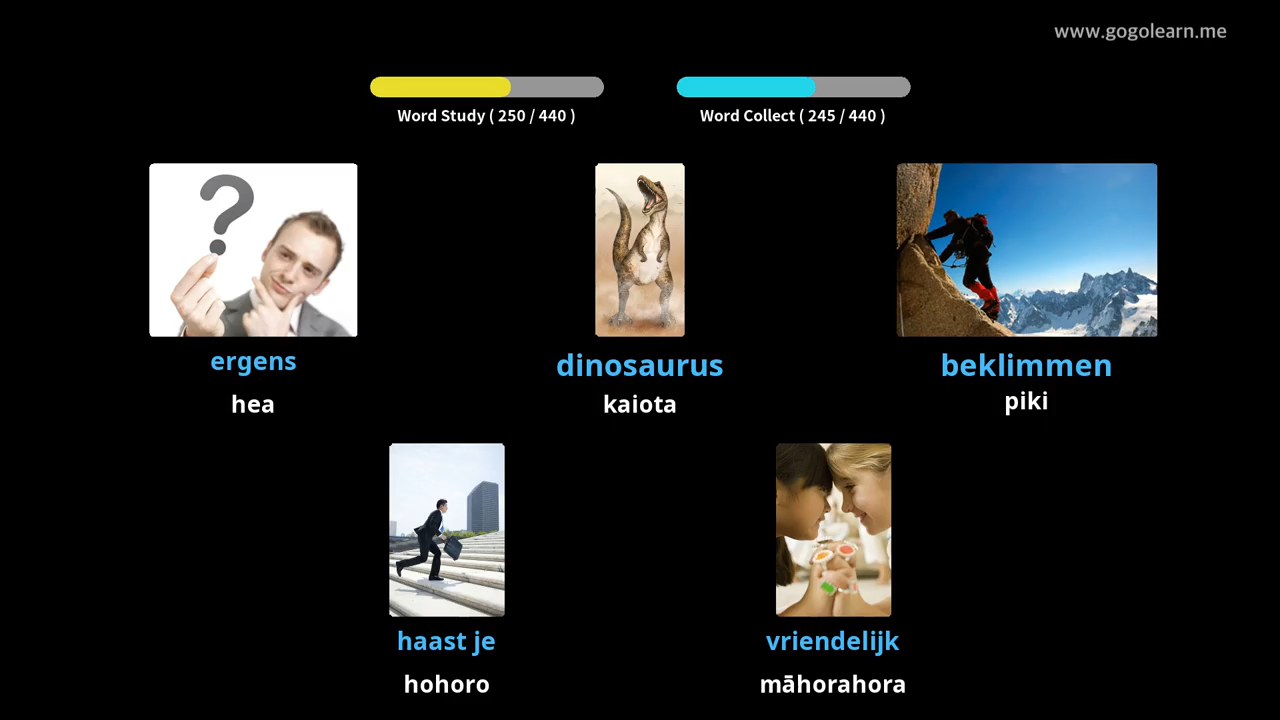 www.gogolearn.me
Word Study ( 250 / 440 )
Word Collect ( 245 / 440 )
ergens
dinosaurus
beklimmen
hea
kaiota
piki
haast je
vriendelijk
hohoro
māhorahora